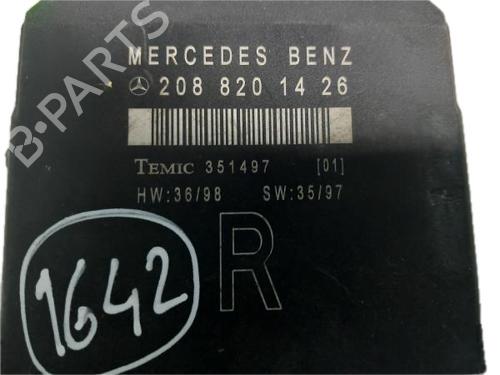 MERCEDES BENZ
208 820 14 26
TEMIC 351497 [01]
HW:36/98 SW:35/97
R
1642
B-PARTS